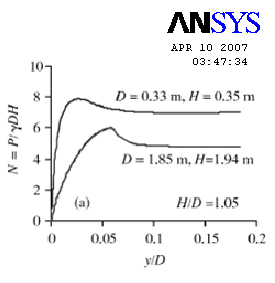 ANSYS
APR 10 2007
03:47:34
10
8
6
4
2
0
N = P/γDH
D = 0.33 m, H = 0.35 m
D = 1.85 m, H=1.94 m
(a)
H/D =1.05
0
0.05
0.1
0.15
0.2
y/D